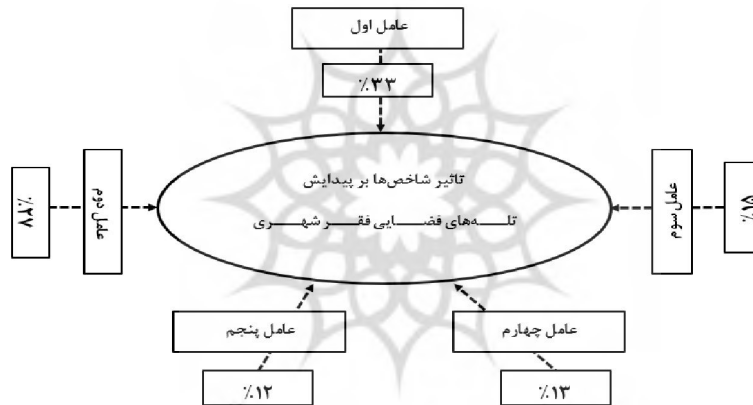 عامل اول
٪۳۳
تاثیر شاخص‌ها بر پیدایش
تله‌های فضایی فقر شهری
عامل سوم
٪۱۵
عامل دوم
٪۲۷
عامل چهارم
٪۱۳
عامل پنجم
٪۱۲